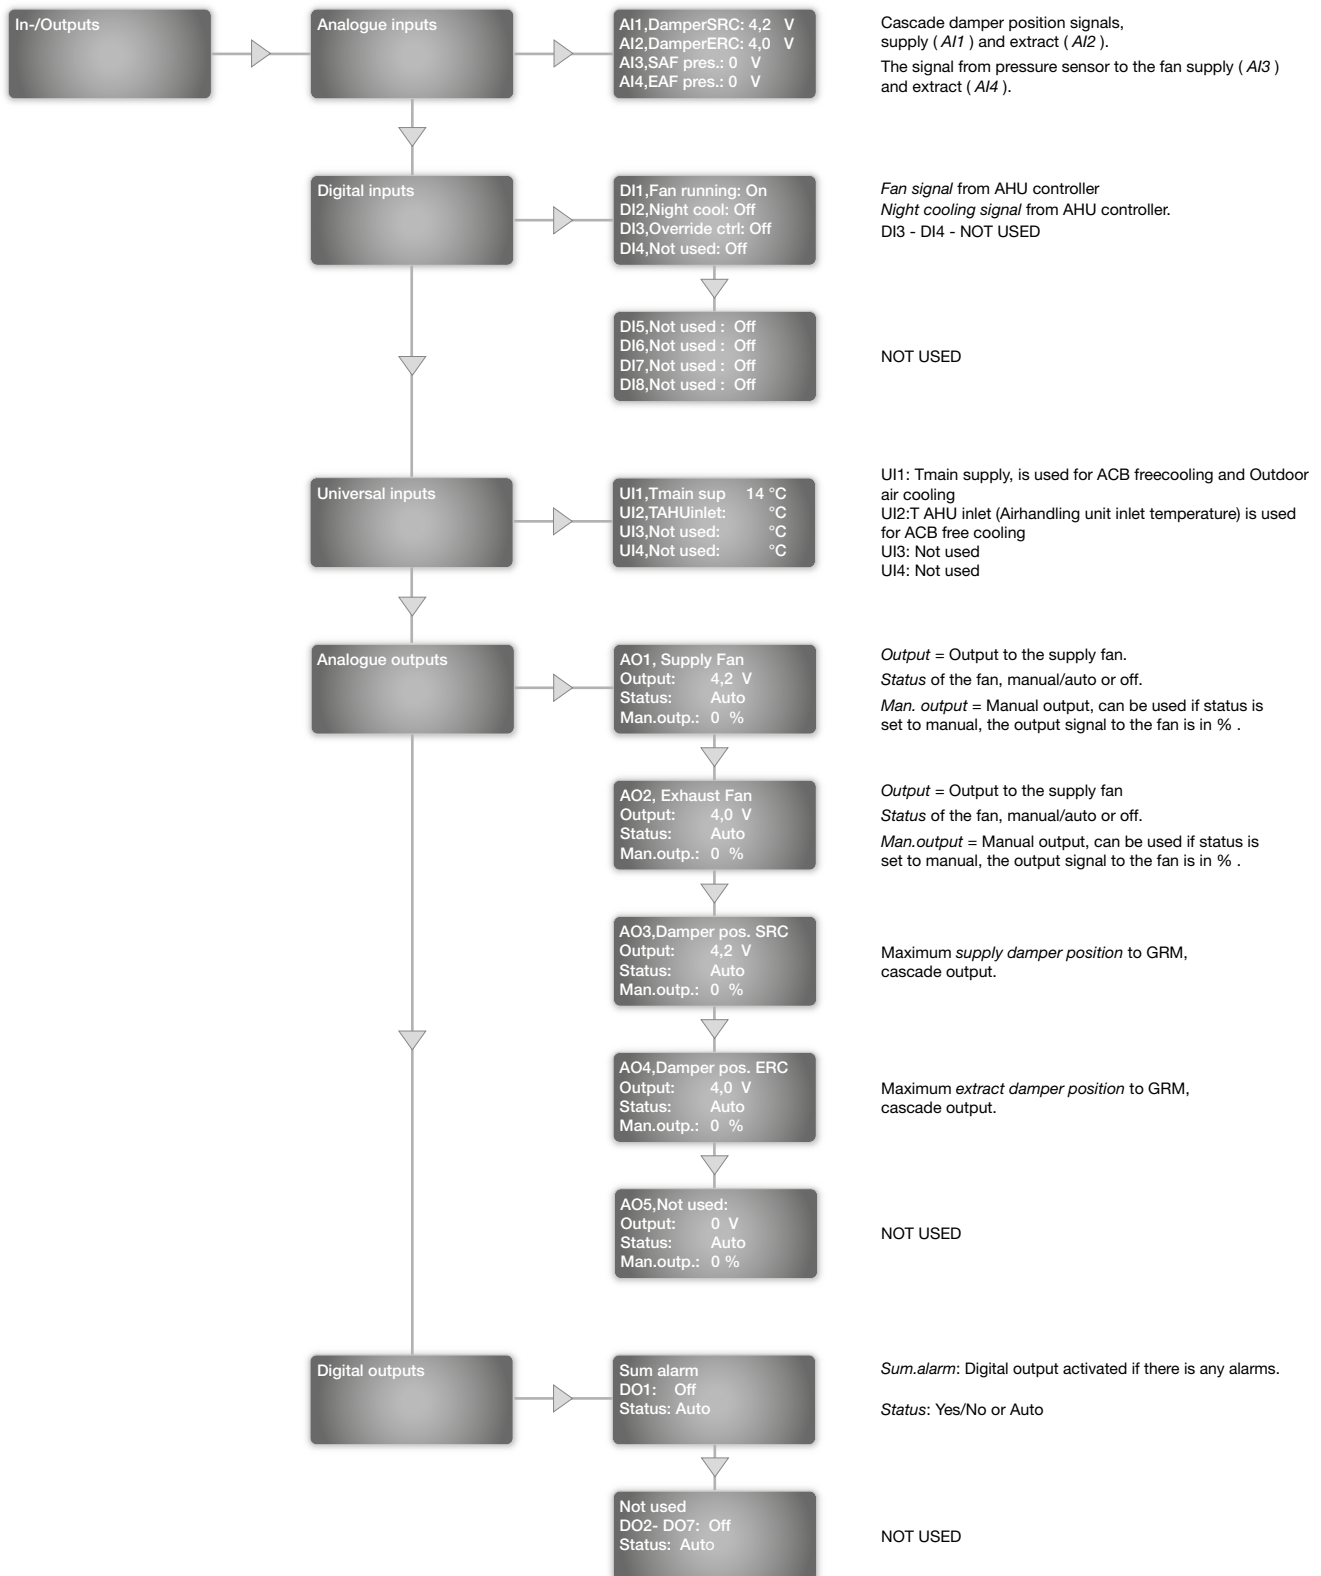 In-/Outputs
Analogue inputs
AI1,DamperSRC: 4,2 V
AI2,DamperERC: 4,0 V
AI3,SAF pres.: 0 V
AI4,EAF pres.: 0 V
Cascade damper position signals,
supply ( AI1 ) and extract ( AI2 ).
The signal from pressure sensor to the fan supply ( AI3 )
and extract ( AI4 ).
Digital inputs
DI1,Fan running: On
DI2,Night cool: Off
DI3,Override ctrl: Off
DI4,Not used: Off
Fan signal from AHU controller
Night cooling signal from AHU controller.
DI3 - DI4 - NOT USED
DI5,Not used : Off
DI6,Not used : Off
DI7,Not used : Off
DI8,Not used : Off
NOT USED
Universal inputs
UI1,Tmain sup 14 °C
UI2,TAHUinlet: °C
UI3,Not used: °C
UI4,Not used: °C
UI1: Tmain supply, is used for ACB freecooling and Outdoor
air cooling
UI2:T AHU inlet (Airhandling unit inlet temperature) is used
for ACB free cooling
UI3: Not used
UI4: Not used
Analogue outputs
AO1, Supply Fan
Output: 4,2 V
Status: Auto
Man.outp.: 0 %
Output = Output to the supply fan.
Status of the fan, manual/auto or off.
Man. output = Manual output, can be used if status is
set to manual, the output signal to the fan is in % .
AO2, Exhaust Fan
Output: 4,0 V
Status: Auto
Man.outp.: 0 %
Output = Output to the supply fan
Status of the fan, manual/auto or off.
Man.output = Manual output, can be used if status is
set to manual, the output signal to the fan is in % .
AO3,Damper pos. SRC
Output: 4,2 V
Status: Auto
Man.outp.: 0 %
Maximum supply damper position to GRM,
cascade output.
AO4,Damper pos. ERC
Output: 4,0 V
Status: Auto
Man.outp.: 0 %
Maximum extract damper position to GRM,
cascade output.
AO5,Not used:
Output: 0 V
Status: Auto
Man.outp.: 0 %
NOT USED
Digital outputs
Sum alarm
DO1: Off
Status: Auto
Sum.alarm: Digital output activated if there is any alarms.
Status: Yes/No or Auto
Not used
DO2- DO7: Off
Status: Auto
NOT USED